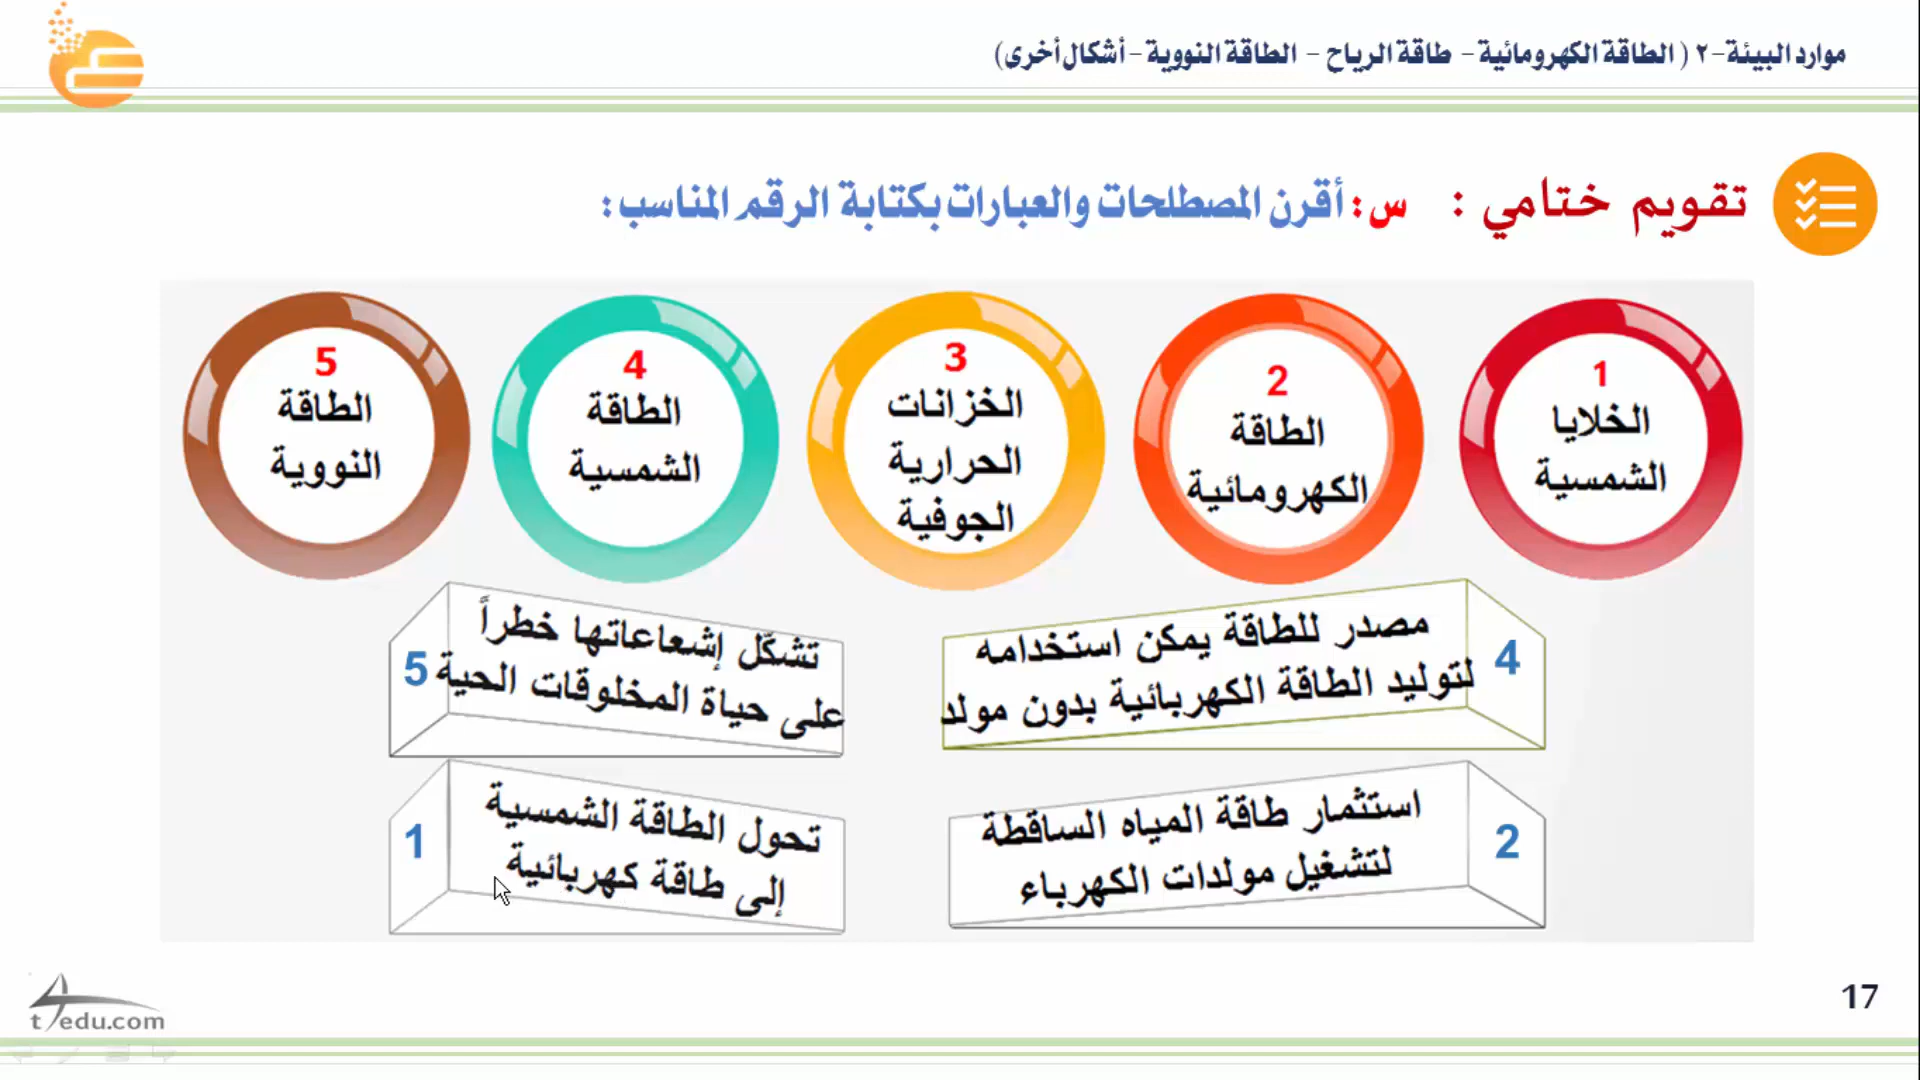 موارد البيئة-٢ (الطاقة الكهرومائية- طاقة الرياح - الطاقة النووية- أشكال أخرى)
تقويم ختامي : س: أقرن المصطلحات والعبارات بكتابة الرقم المناسب:
1
الخلايا
الشمسية
2
الطاقة
الكهرومائية
3
الخزانات
الحرارية
الجوفية
4
الطاقة
الشمسية
5
الطاقة
النووية
4
مصدر للطاقة يمكن استخدامه
لتوليد الطاقة الكهربائية بدون مولد
5
تشكّل إشعاعاتها خطراً
على حياة المخلوقات الحية
2
استثمار طاقة المياه الساقطة
لتشغيل مولدات الكهرباء
1
تحول الطاقة الشمسية
إلى طاقة كهربائية
17
t4edu.com